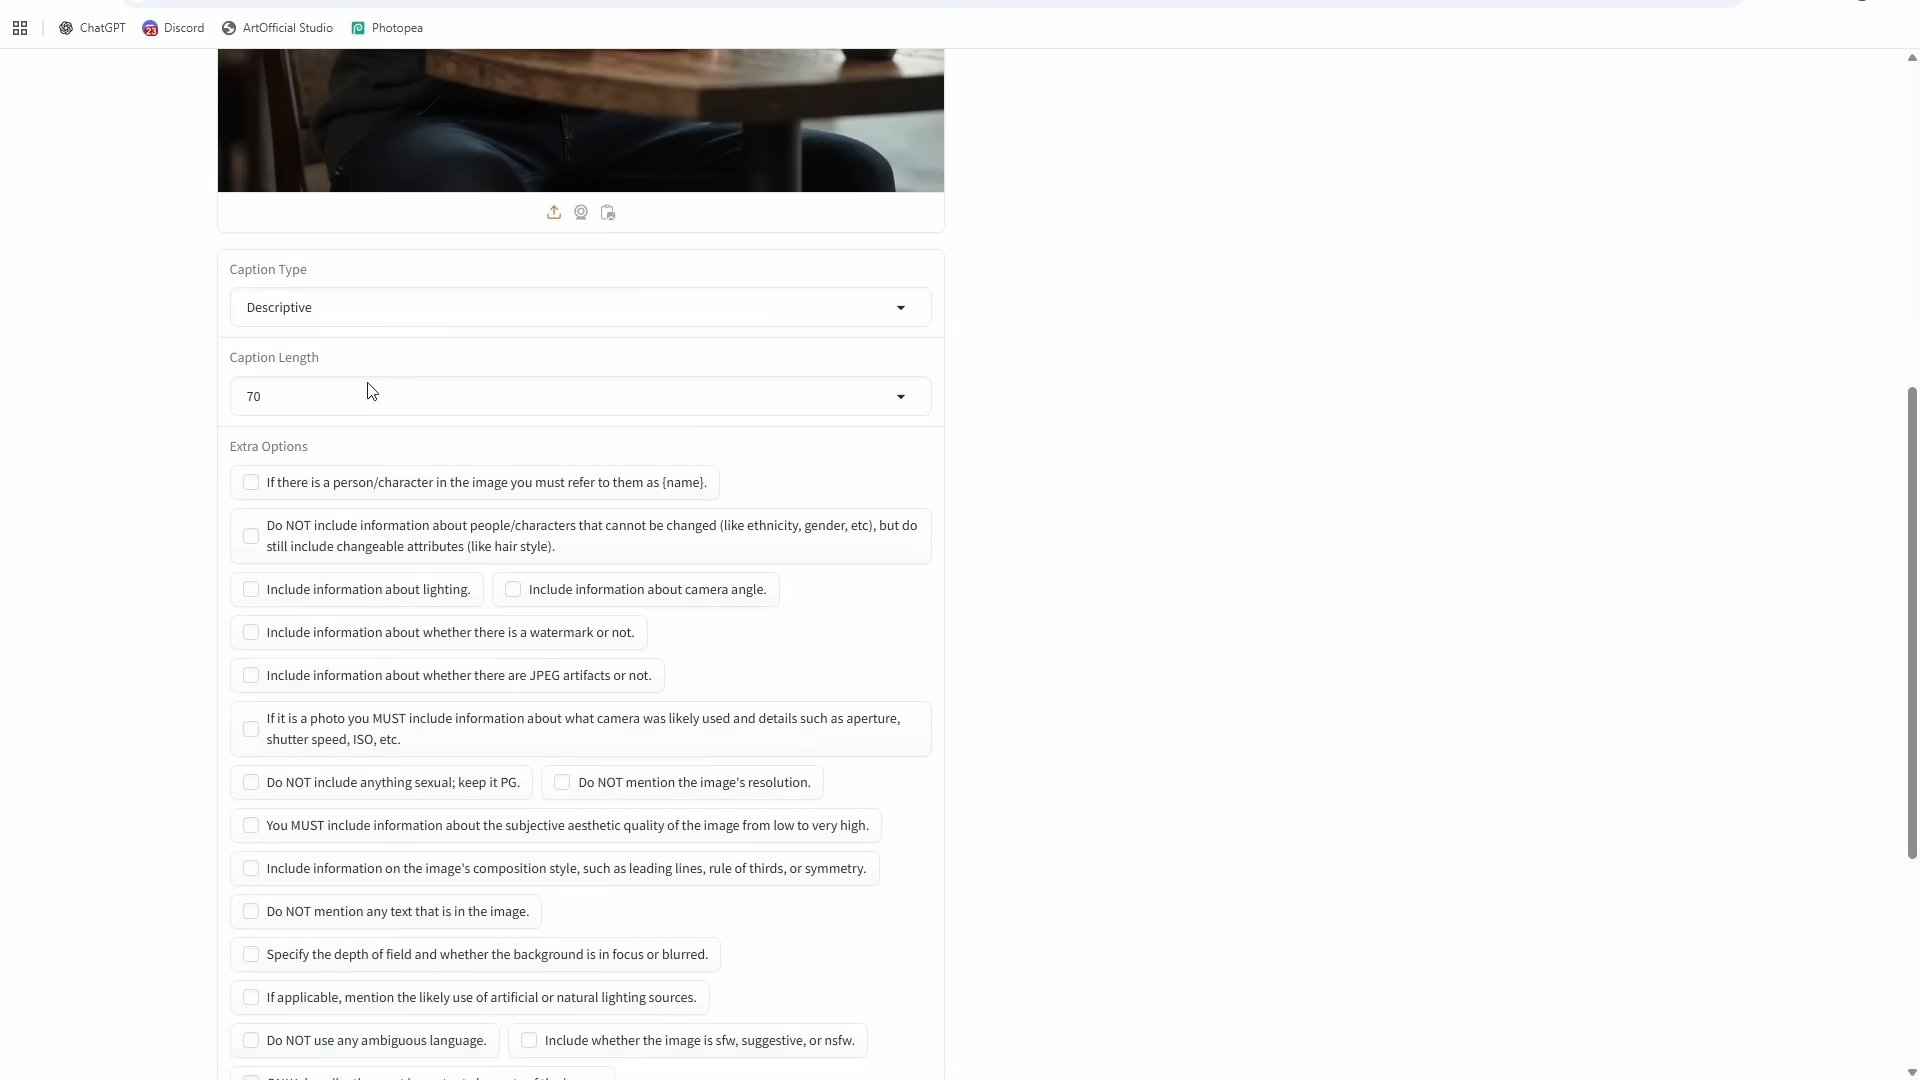 ChatGPT Discord ArtOfficial Studio Photopea
Caption Type
Descriptive
Caption Length
70
Extra Options
If there is a person/character in the image you must refer to them as {name}.
Do NOT include information about people/characters that cannot be changed (like ethnicity, gender, etc), but do
still include changeable attributes (like hair style).
Include information about lighting. Include information about camera angle.
Include information about whether there is a watermark or not.
Include information about whether there are JPEG artifacts or not.
If it is a photo you MUST include information about what camera was likely used and details such as aperture,
shutter speed, ISO, etc.
Do NOT include anything sexual; keep it PG. Do NOT mention the image's resolution.
You MUST include information about the subjective aesthetic quality of the image from low to very high.
Include information on the image's composition style, such as leading lines, rule of thirds, or symmetry.
Do NOT mention any text that is in the image.
Specify the depth of field and whether the background is in focus or blurred.
If applicable, mention the likely use of artificial or natural lighting sources.
Do NOT use any ambiguous language. Include whether the image is sfw, suggestive, or nsfw.